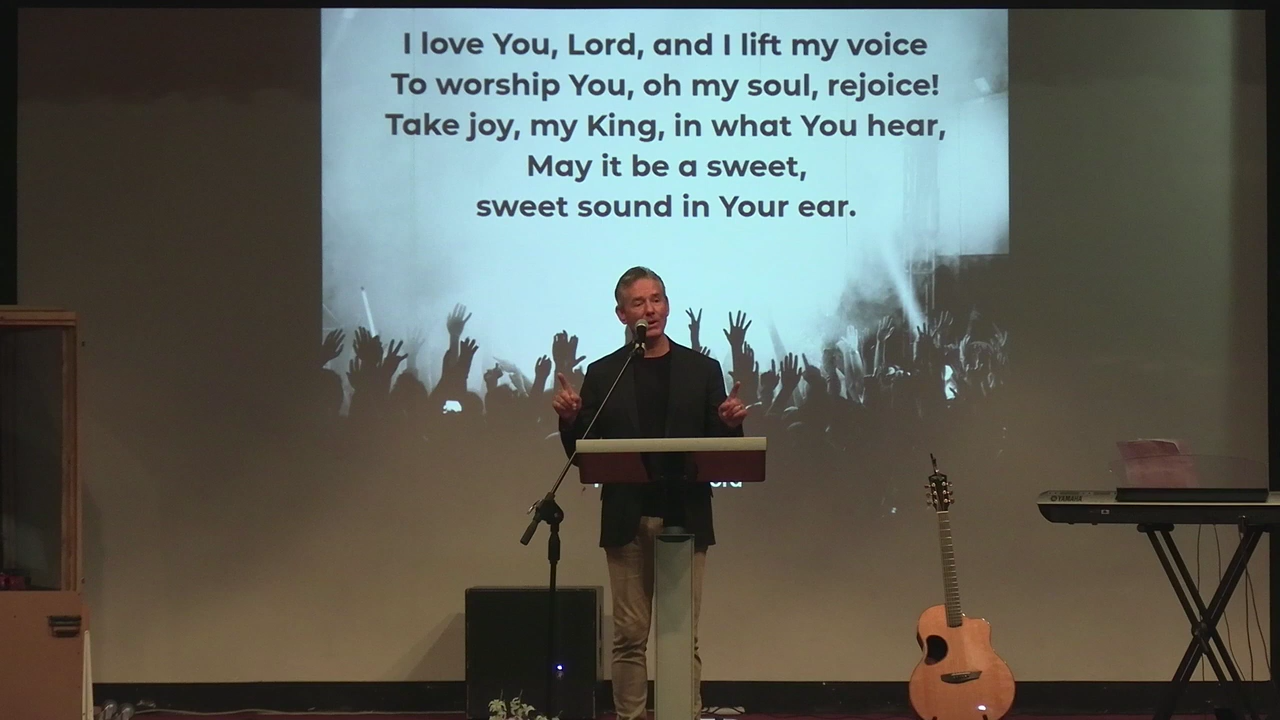 I love You, Lord, and I lift my voice
To worship You, oh my soul, rejoice!
Take joy, my King, in what You hear,
May it be a sweet,
sweet sound in Your ear.
YAMAHA